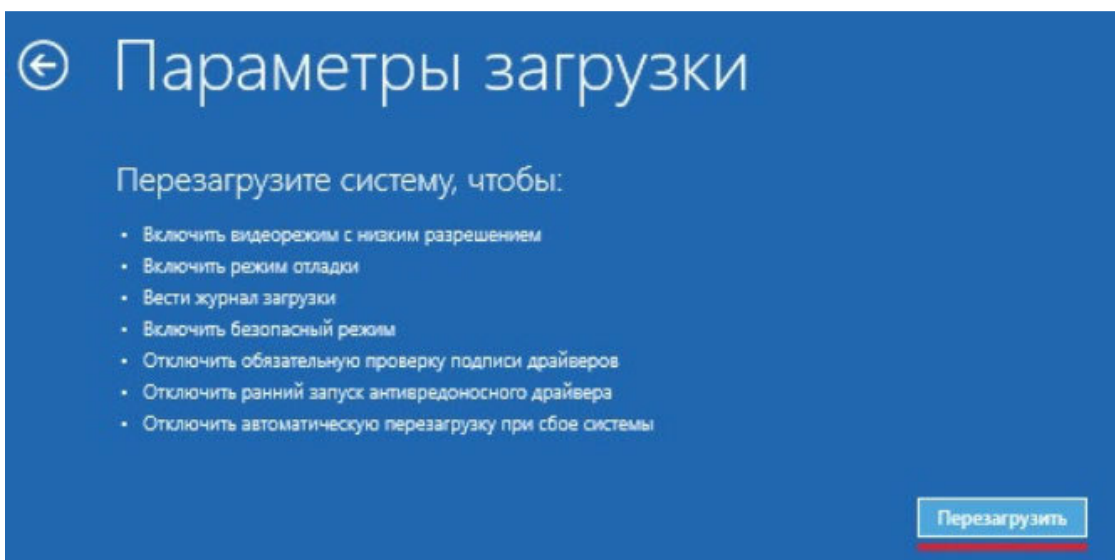 Параметры загрузки
Перезагрузите систему, чтобы:
• Включить видеорежим с низким разрешением
• Включить режим отладки
• Вести журнал загрузки
• Включить безопасный режим
• Отключить обязательную проверку подписи драйверов
• Отключить ранний запуск антивредоносного драйвера
• Отключить автоматическую перезагрузку при сбое системы
Перезагрузить